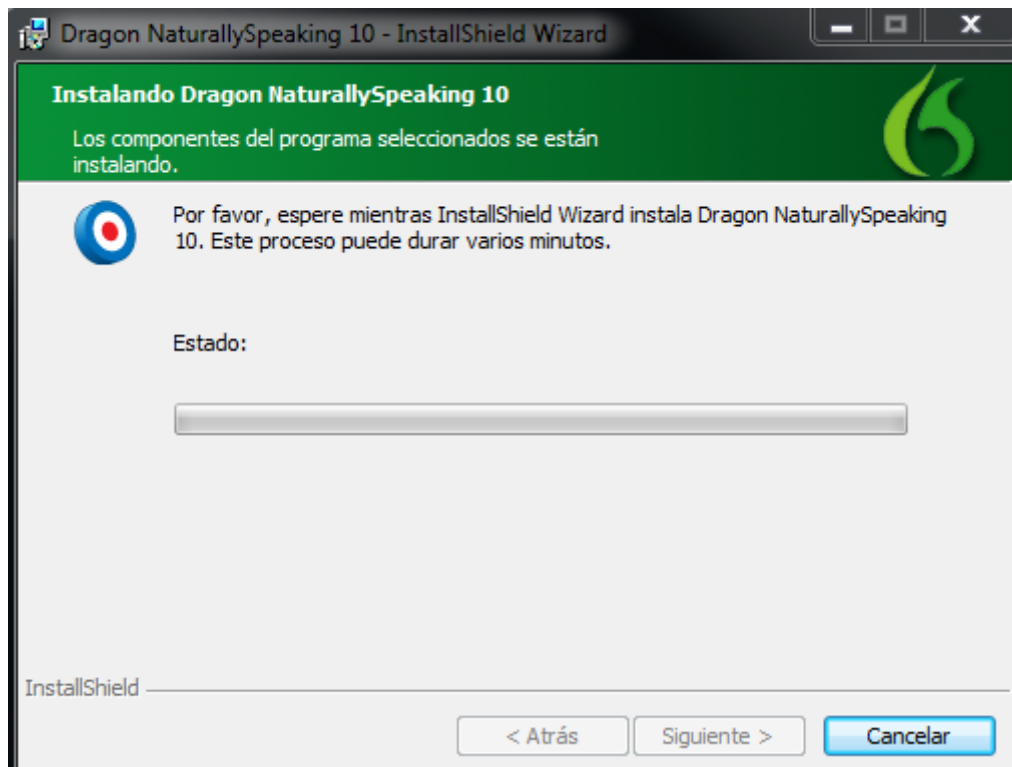 Dragon NaturallySpeaking 10 - InstallShield Wizard
Instalando Dragon NaturallySpeaking 10
Los componentes del programa seleccionados se están
instalando.
Por favor, espere mientras InstallShield Wizard instala Dragon NaturallySpeaking
10. Este proceso puede durar varios minutos.
Estado:
InstallShield
< Atrás
Siguiente >
Cancelar